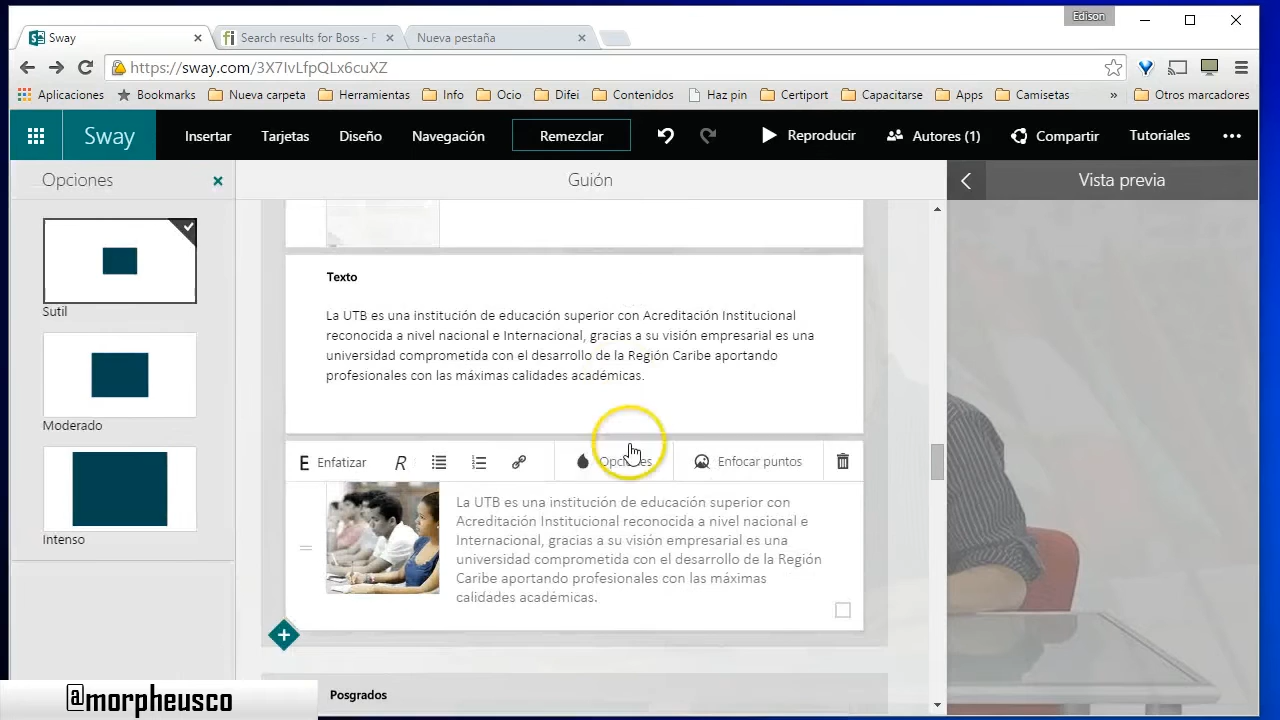 Edison
Sway
Search results for Boss - F
Nueva pestaña
https://sway.com/3X7IvLfpQLx6cuXZ
Aplicaciones
Bookmarks
Nueva carpeta
Herramientas
Info
Ocio
Difei
Contenidos
Haz pin
Certiport
Capacitarse
Apps
Camisetas
»
Otros marcadores
Sway
Insertar
Tarjetas
Diseño
Navegación
Remezclar
Reproducir
Autores (1)
Compartir
Tutoriales
Opciones
Guión
Vista previa
Sutil
Moderado
Intenso
Texto
La UTB es una institución de educación superior con Acreditación Institucional
reconocida a nivel nacional e Internacional, gracias a su visión empresarial es una
universidad comprometida con el desarrollo de la Región Caribe aportando
profesionales con las máximas calidades académicas.
E Enfatizar
R
Opciones
Enfocar puntos
La UTB es una institución de educación superior con
Acreditación Institucional reconocida a nivel nacional e
Internacional, gracias a su visión empresarial es una
universidad comprometida con el desarrollo de la Región
Caribe aportando profesionales con las máximas
calidades académicas.
Posgrados
@morpheusco